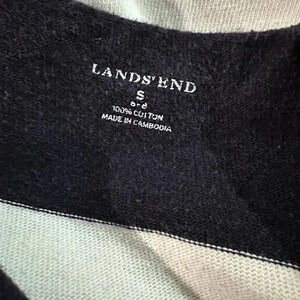 LANDS' END
S
6-8
100% COTTON
MADE IN CAMBODIA